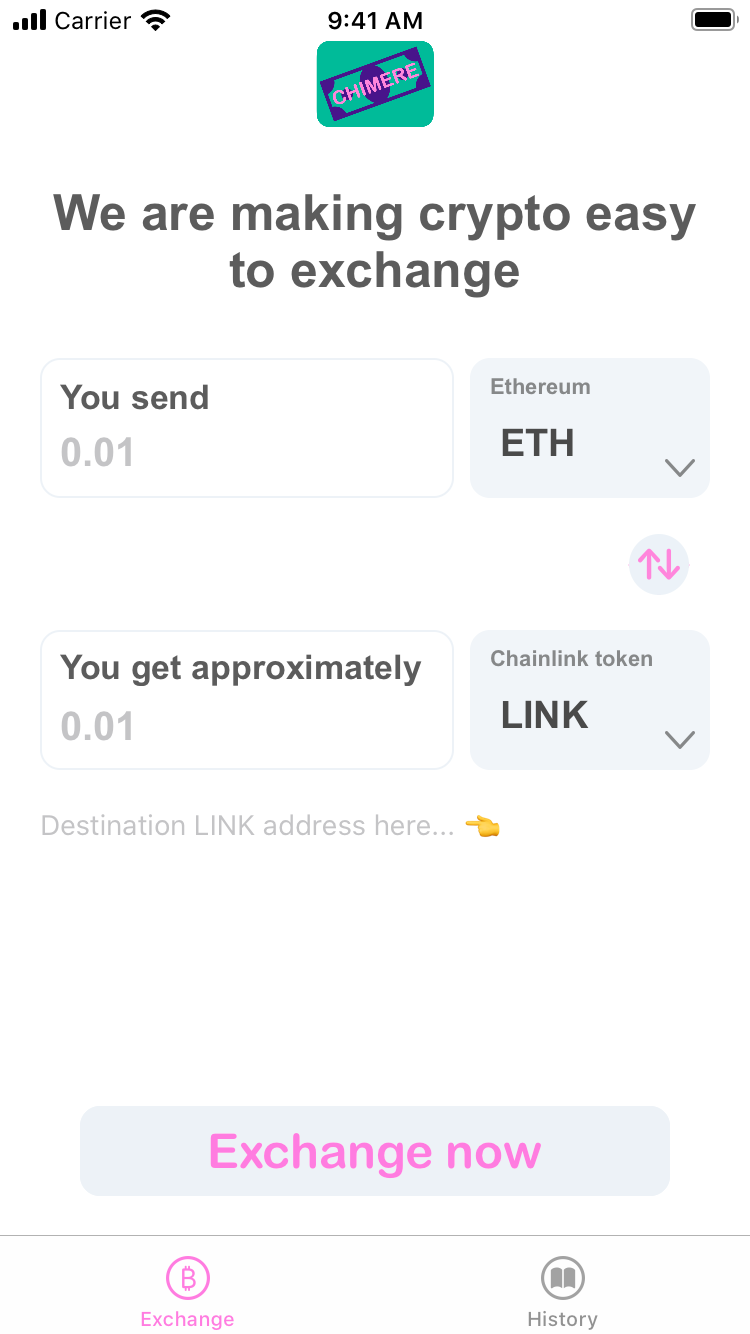 Carrier
9:41 AM
CHIMERE
We are making crypto easy
to exchange
You send
0.01
Ethereum
ETH
You get approximately
0.01
Chainlink token
LINK
Destination LINK address here... 👈
Exchange now
Exchange
History